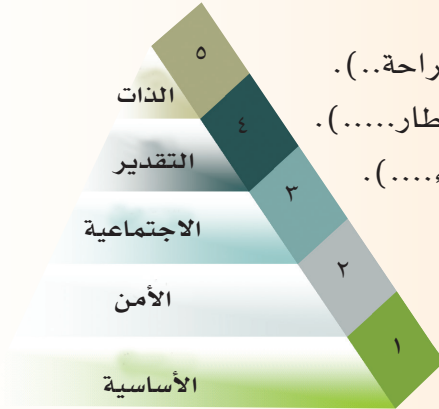 ٥
الذات
راحة..).
٤
التقدير
طار.....).
٣
الاجتماعية
....).
٢
الأمن
١
الأساسية